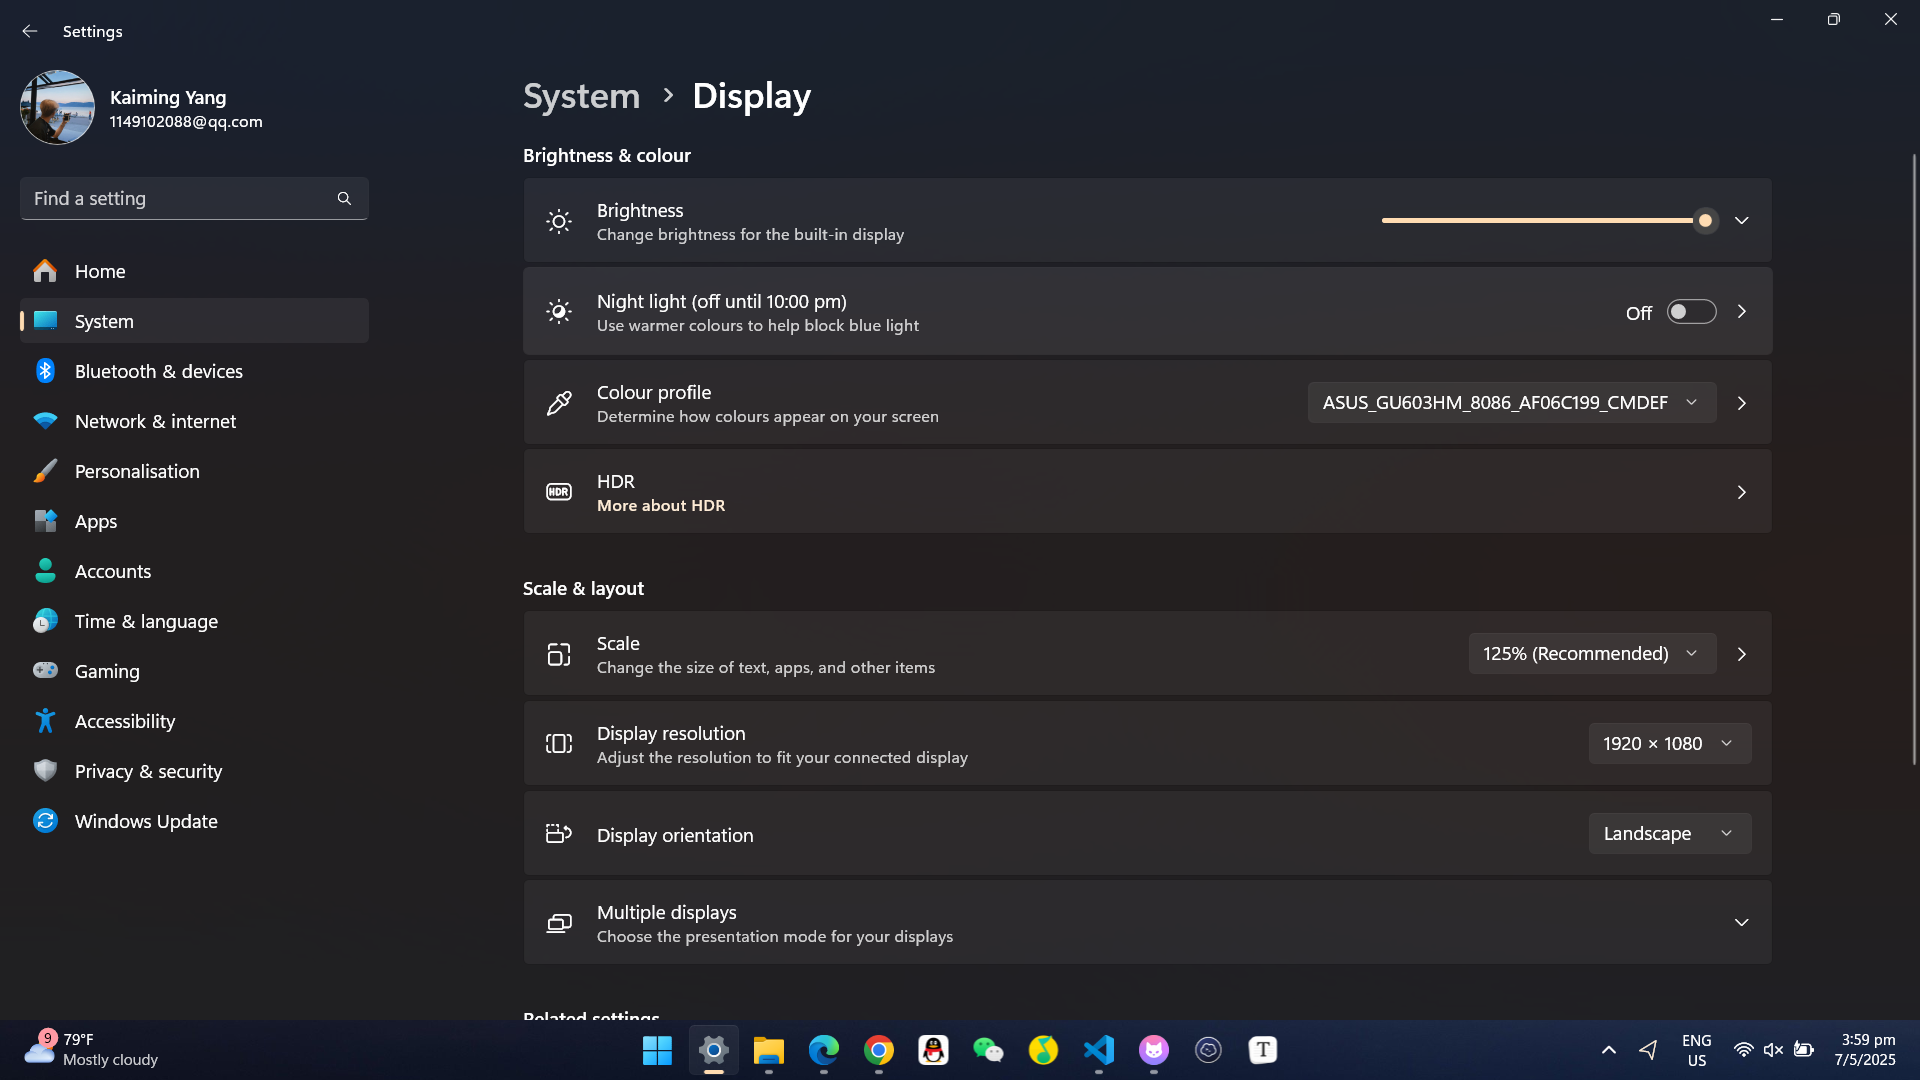 Settings
Kaiming Yang
1149102088@qq.com
Find a setting
Home
System
Bluetooth & devices
Network & internet
Personalisation
Apps
Accounts
Time & language
Gaming
Accessibility
Privacy & security
Windows Update
System > Display
Brightness & colour
Brightness
Change brightness for the built-in display
Night light (off until 10:00 pm)
Use warmer colours to help block blue light
Off
Colour profile
Determine how colours appear on your screen
ASUS_GU603HM_8086_AF06C199_CMDEF
HDR
HDR
More about HDR
Scale & layout
Scale
Change the size of text, apps, and other items
125% (Recommended)
Display resolution
Adjust the resolution to fit your connected display
1920 × 1080
Display orientation
Landscape
Multiple displays
Choose the presentation mode for your displays
Related settings
9
79°F
Mostly cloudy
T
ENG
US
3:59 pm
7/5/2025